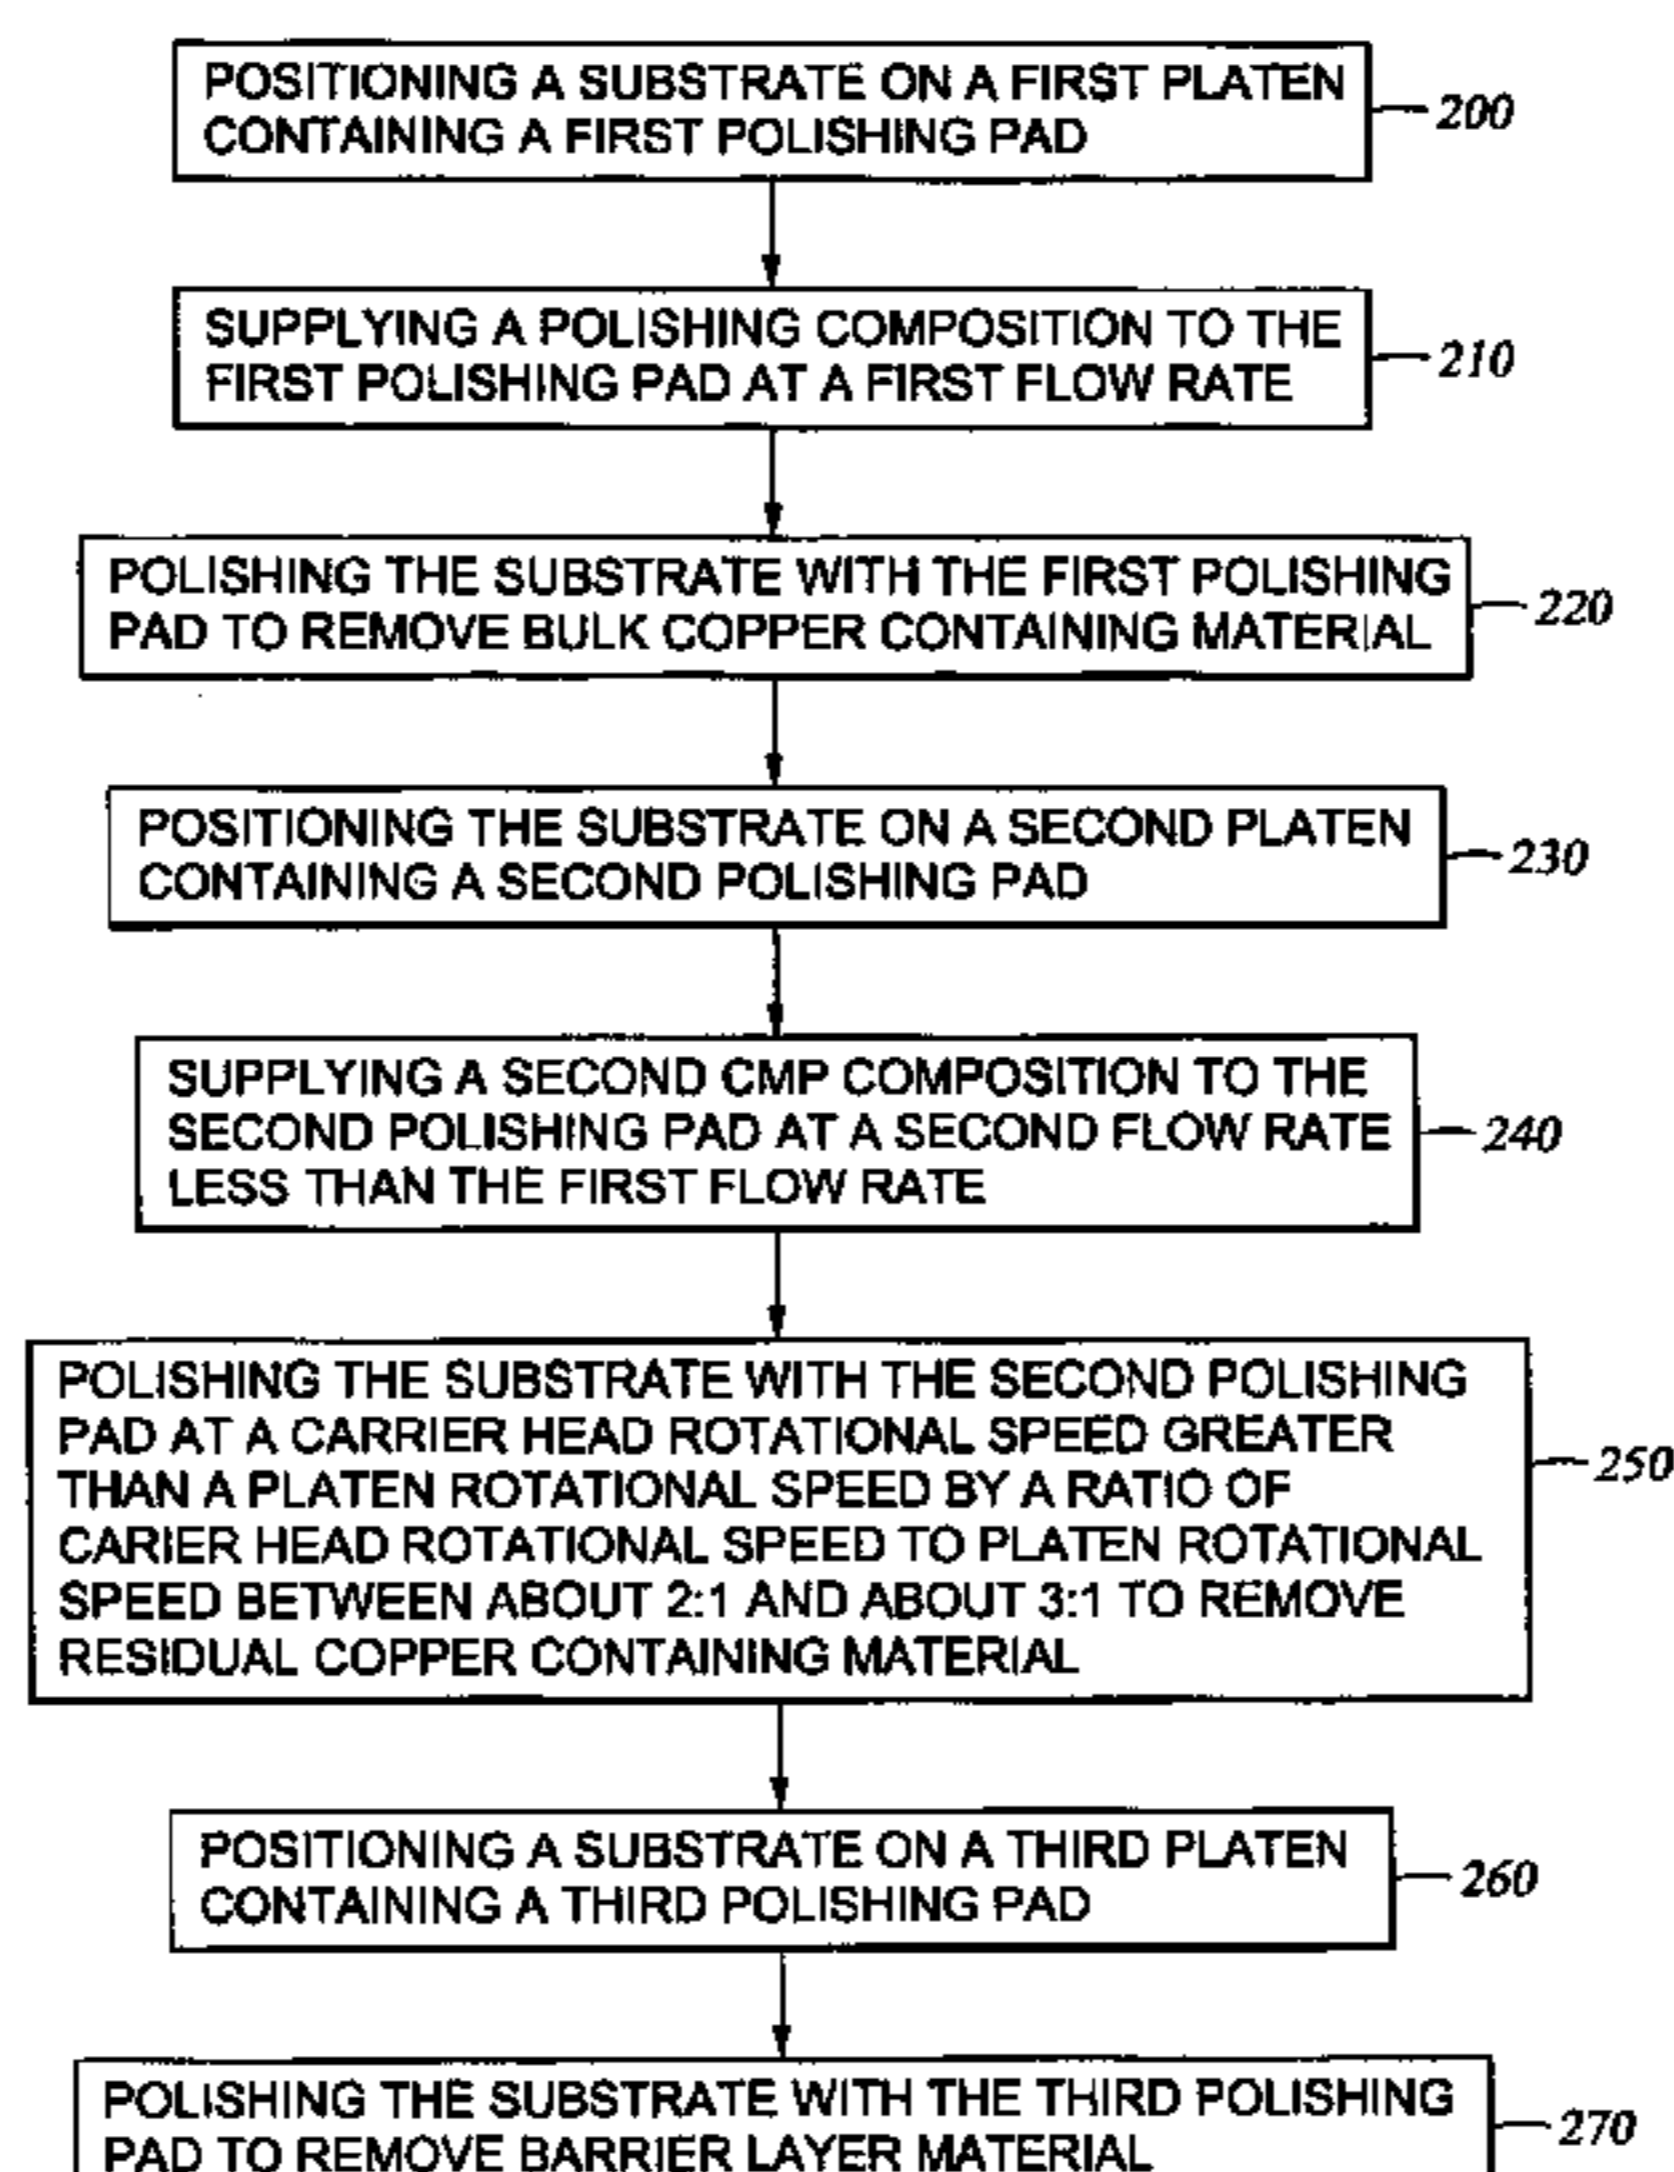 POSITIONING A SUBSTRATE ON A FIRST PLATEN
CONTAINING A FIRST POLISHING PAD
200
SUPPLYING A POLISHING COMPOSITION TO THE
FIRST POLISHING PAD AT A FIRST FLOW RATE
210
POLISHING THE SUBSTRATE WITH THE FIRST POLISHING
PAD TO REMOVE BULK COPPER CONTAINING MATERIAL
220
POSITIONING THE SUBSTRATE ON A SECOND PLATEN
CONTAINING A SECOND POLISHING PAD
230
SUPPLYING A SECOND CMP COMPOSITION TO THE
SECOND POLISHING PAD AT A SECOND FLOW RATE
LESS THAN THE FIRST FLOW RATE
240
POLISHING THE SUBSTRATE WITH THE SECOND POLISHING
PAD AT A CARRIER HEAD ROTATIONAL SPEED GREATER
THAN A PLATEN ROTATIONAL SPEED BY A RATIO OF
CARIER HEAD ROTATIONAL SPEED TO PLATEN ROTATIONAL
SPEED BETWEEN ABOUT 2:1 AND ABOUT 3:1 TO REMOVE
RESIDUAL COPPER CONTAINING MATERIAL
250
POSITIONING A SUBSTRATE ON A THIRD PLATEN
CONTAINING A THIRD POLISHING PAD
260
POLISHING THE SUBSTRATE WITH THE THIRD POLISHING
PAD TO REMOVE BARRIER LAYER MATERIAL
270